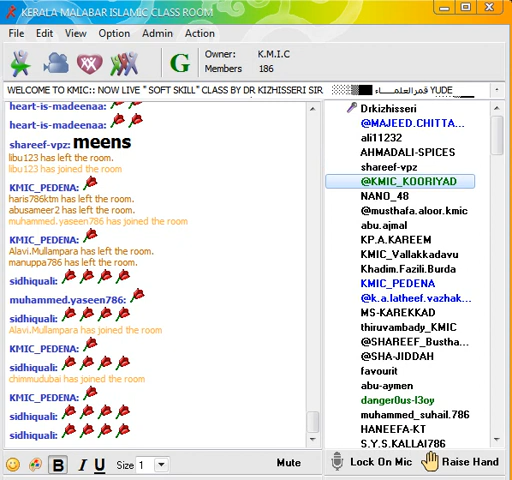 KERALA MALABAR ISLAMIC CLASS ROOM
File Edit View Option Admin Action
G
Owner: K.M.I.C
Members 186
WELCOME TO KMIC:: NOW LIVE " SOFT SKILL" CLASS BY DR KIZHISSERI SIR قمرالعلمـــــاء YUDE
heart-is-madeenaa:
heart-is-madeenaa:
shareef-vpz: meens
libu123 has left the room.
libu123 has joined the room
KMIC_PEDENA:
haris786ktm has left the room.
abusameer2 has left the room.
muhammed.yaseen786 has joined the room
KMIC_PEDENA:
Alavi.Mullampara has left the room.
manuppa786 has left the room.
sidhiquali:
muhammed.yaseen786:
sidhiquali:
Alavi.Mullampara has joined the room
KMIC_PEDENA:
sidhiquali:
chimmudubai has joined the room
KMIC_PEDENA:
sidhiquali:
sidhiquali:
B I U Size 1 Mute
Drkizhisseri
@MAJEED.CHITTA...
ali11232
AHMADALI-SPICES
shareef-vpz
@KMIC_KOORIYAD
NANO_48
@musthafa.aloor.kmic
abu.ajmal
KP.A.KAREEM
KMIC_Vallakkadavu
Khadim.Fazili.Burda
KMIC_PEDENA
@k.a.latheef.vazhak...
MS-KAREKKAD
thiruvambady_KMIC
@SHAREEF_Bustha...
@SHA-JIDDAH
favourit
abu-aymen
danger0us-l3oy
muhammed_suhail.786
HANEEFA-KT
S.Y.S.KALLAI786
Lock On Mic Raise Hand